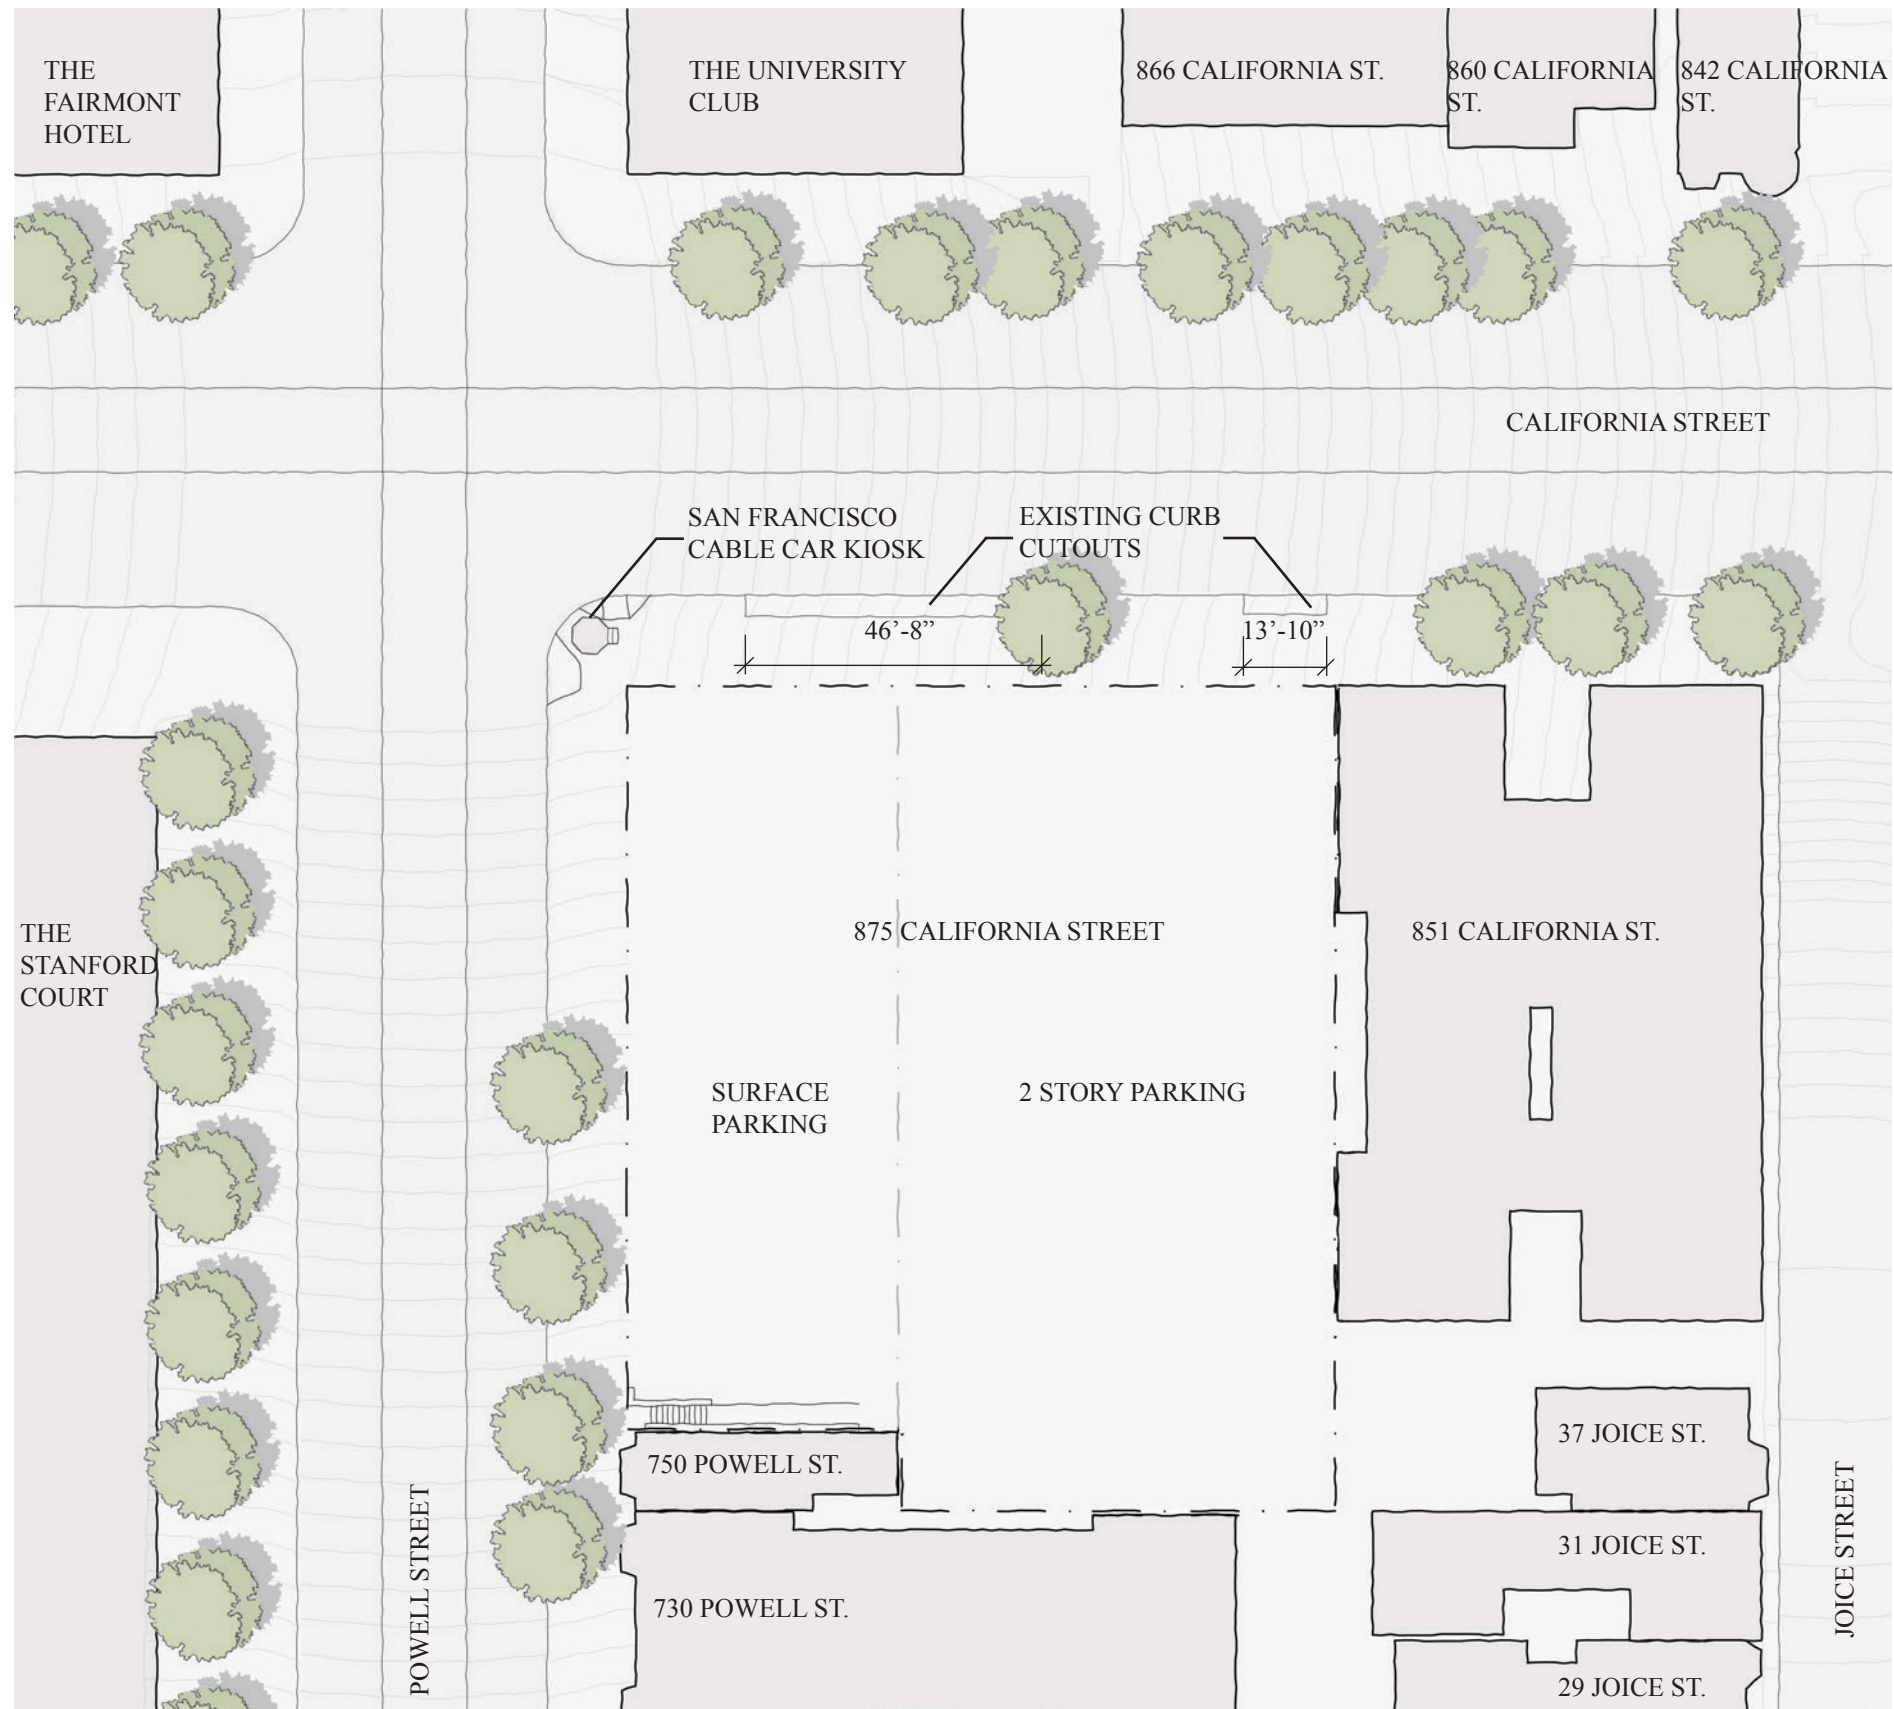 THE
FAIRMONT
HOTEL
THE UNIVERSITY
CLUB
866 CALIFORNIA ST.
860 CALIFORNIA
ST.
842 CALIFORNIA
ST.
CALIFORNIA STREET
SAN FRANCISCO
CABLE CAR KIOSK
EXISTING CURB
CUTOUTS
46’-8”
13’-10”
875 CALIFORNIA STREET
851 CALIFORNIA ST.
THE
STANFORD
COURT
SURFACE
PARKING
2 STORY PARKING
750 POWELL ST.
37 JOICE ST.
31 JOICE ST.
730 POWELL ST.
29 JOICE ST.
POWELL STREET
JOICE STREET